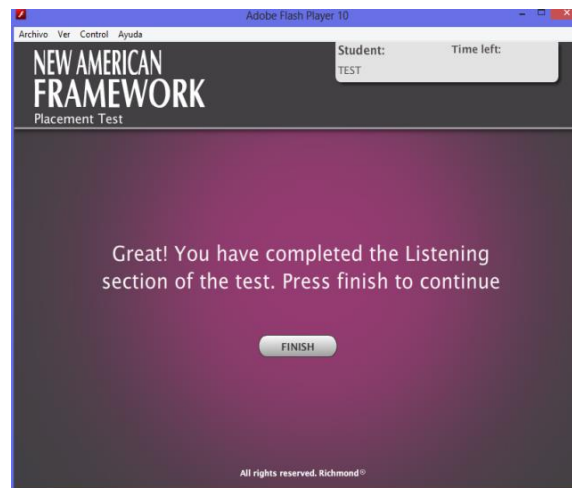 Adobe Flash Player 10
Archivo Ver Control Ayuda
NEW AMERICAN
FRAMEWORK
Placement Test
Student:
Time left:
TEST
Great! You have completed the Listening
section of the test. Press finish to continue
FINISH
All rights reserved. Richmond®